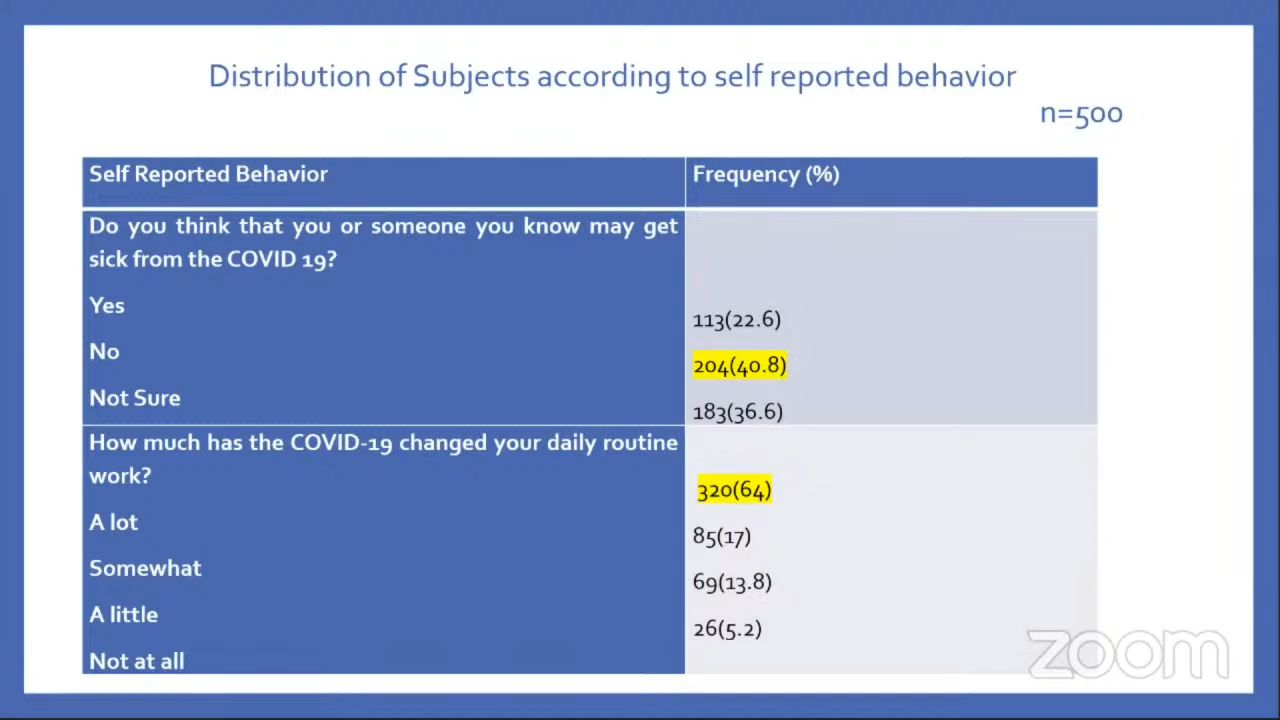 Distribution of Subjects according to self reported behavior
n=500
Self Reported Behavior
Frequency (%)
Do you think that you or someone you know may get
sick from the COVID 19?
Yes
113(22.6)
No
204(40.8)
Not Sure
183(36.6)
How much has the COVID-19 changed your daily routine
work?
320(64)
A lot
85(17)
Somewhat
69(13.8)
A little
26(5.2)
Not at all
zoom